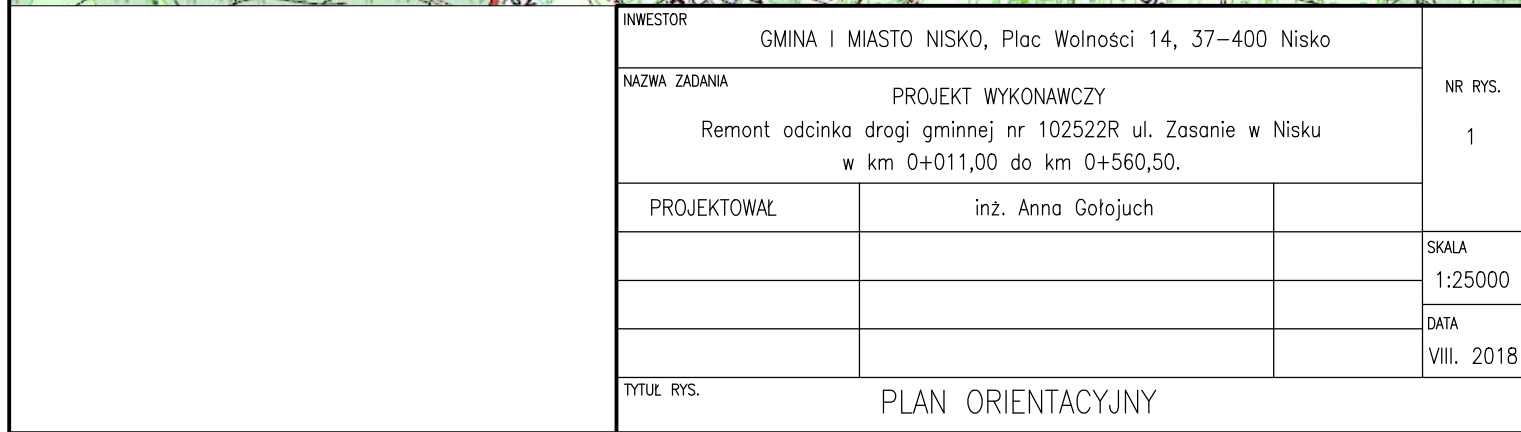 INWESTOR
GMINA I MIASTO NISKO, Plac Wolności 14, 37-400 Nisko
NAZWA ZADANIA
PROJEKT WYKONAWCZY
Remont odcinka drogi gminnej nr 102522R ul. Zasanie w Nisku
w km 0+011,00 do km 0+560,50.
NR RYS.
1
PROJEKTOWAŁ inż. Anna Gołojuch
SKALA
1:25000
DATA
VIII. 2018
TYTUŁ RYS.
PLAN ORIENTACYJNY